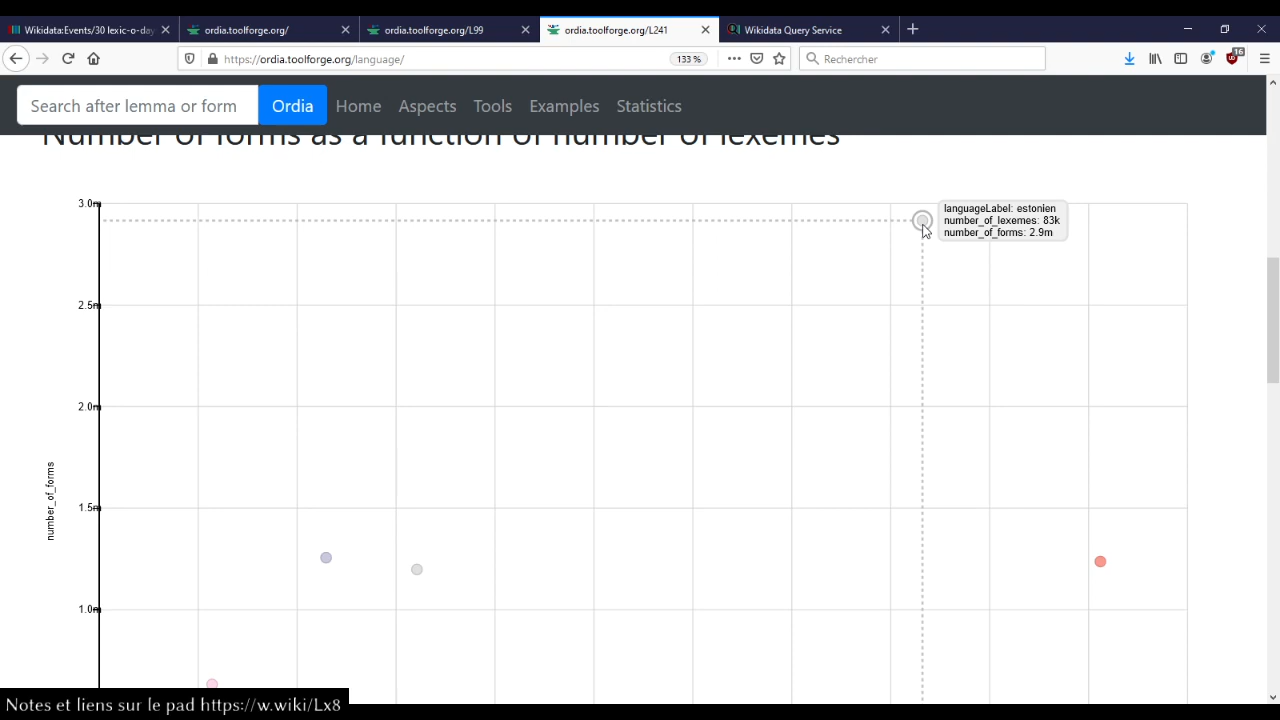 Wikidata:Events/30 lexic-o-day
ordia.toolforge.org/
ordia.toolforge.org/L99
ordia.toolforge.org/L241
Wikidata Query Service
https://ordia.toolforge.org/language/
133 %
Rechercher
16
Search after lemma or form
Ordia
Home
Aspects
Tools
Examples
Statistics
Number of forms as a function of number of lexemes
3.0m
languageLabel: estonien
number_of_lexemes: 83k
number_of_forms: 2.9m
2.5m
2.0m
number_of_forms
1.5m
1.0m
Notes et liens sur le pad https://w.wiki/Lx8